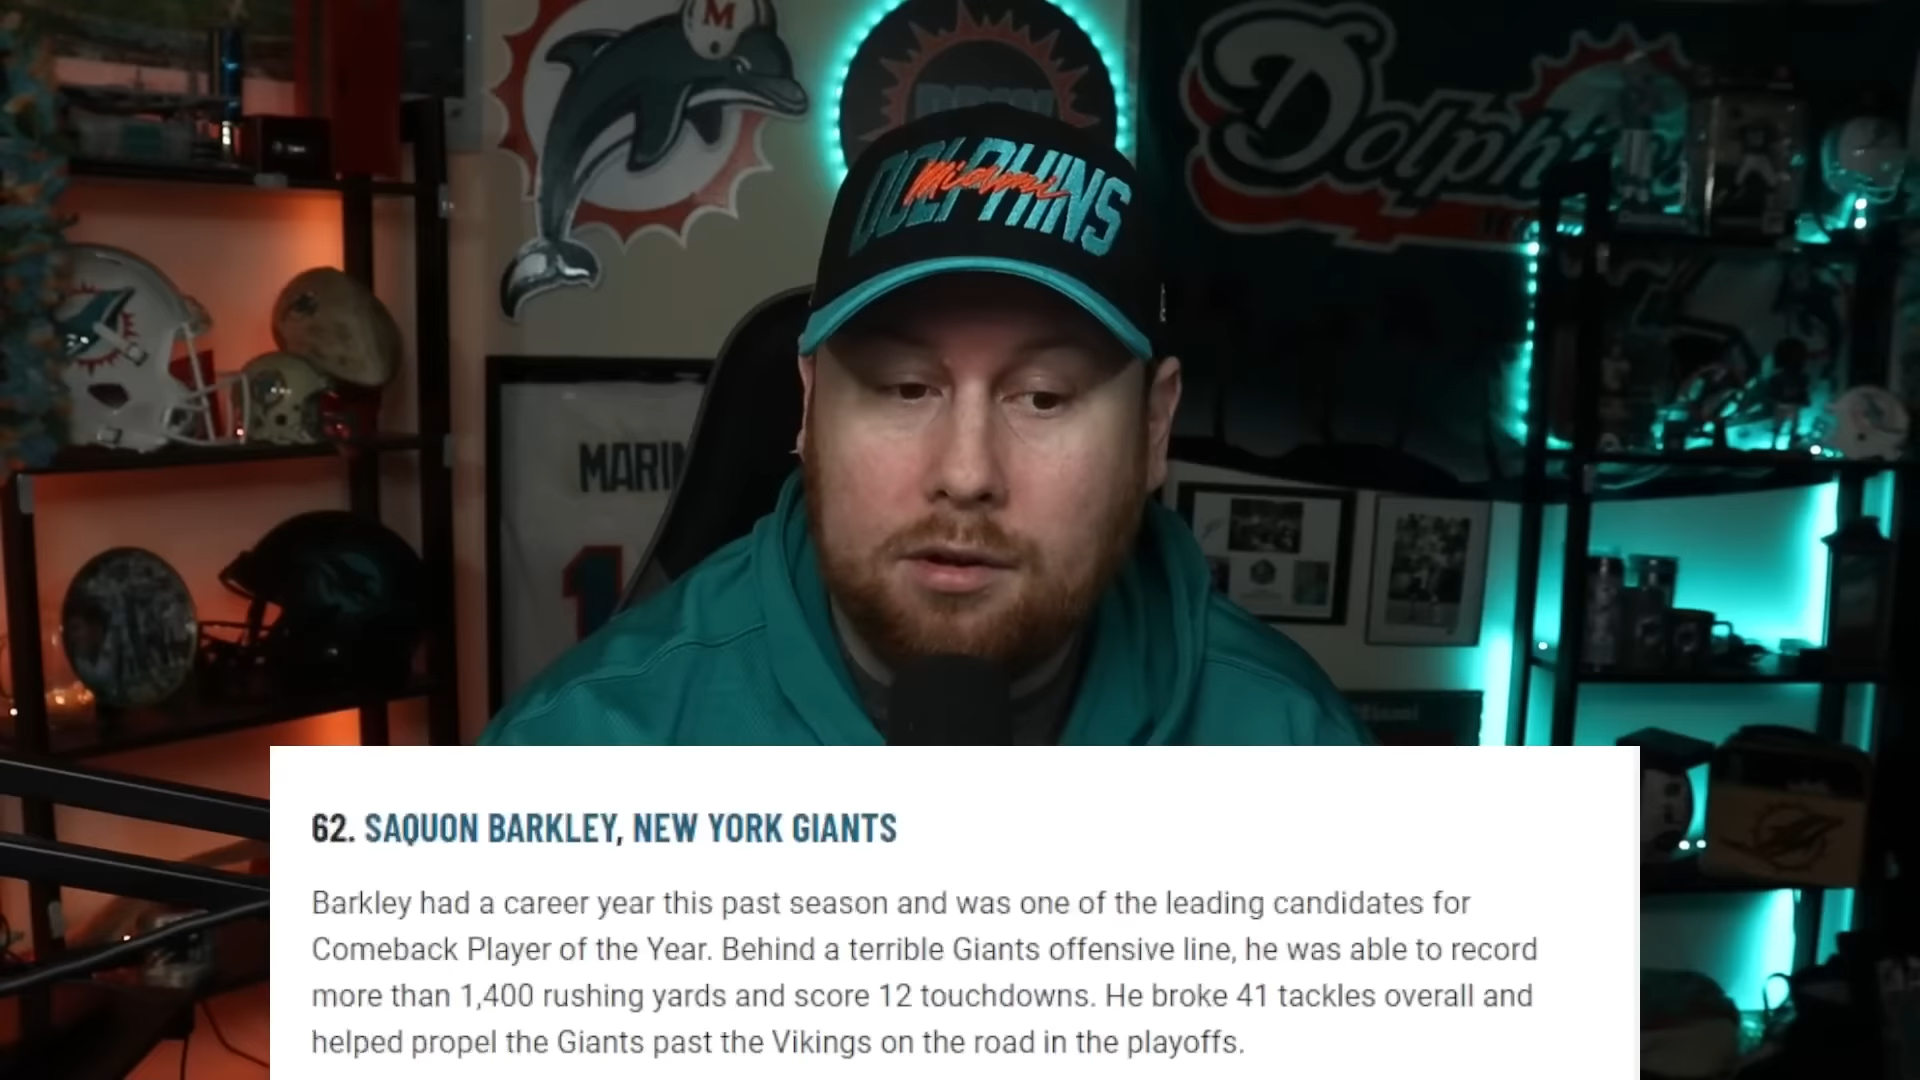 M
DOLPHINS
Miami
Dolph
MARIN
1
62. SAQUON BARKLEY, NEW YORK GIANTS
Barkley had a career year this past season and was one of the leading candidates for
Comeback Player of the Year. Behind a terrible Giants offensive line, he was able to record
more than 1,400 rushing yards and score 12 touchdowns. He broke 41 tackles overall and
helped propel the Giants past the Vikings on the road in the playoffs.